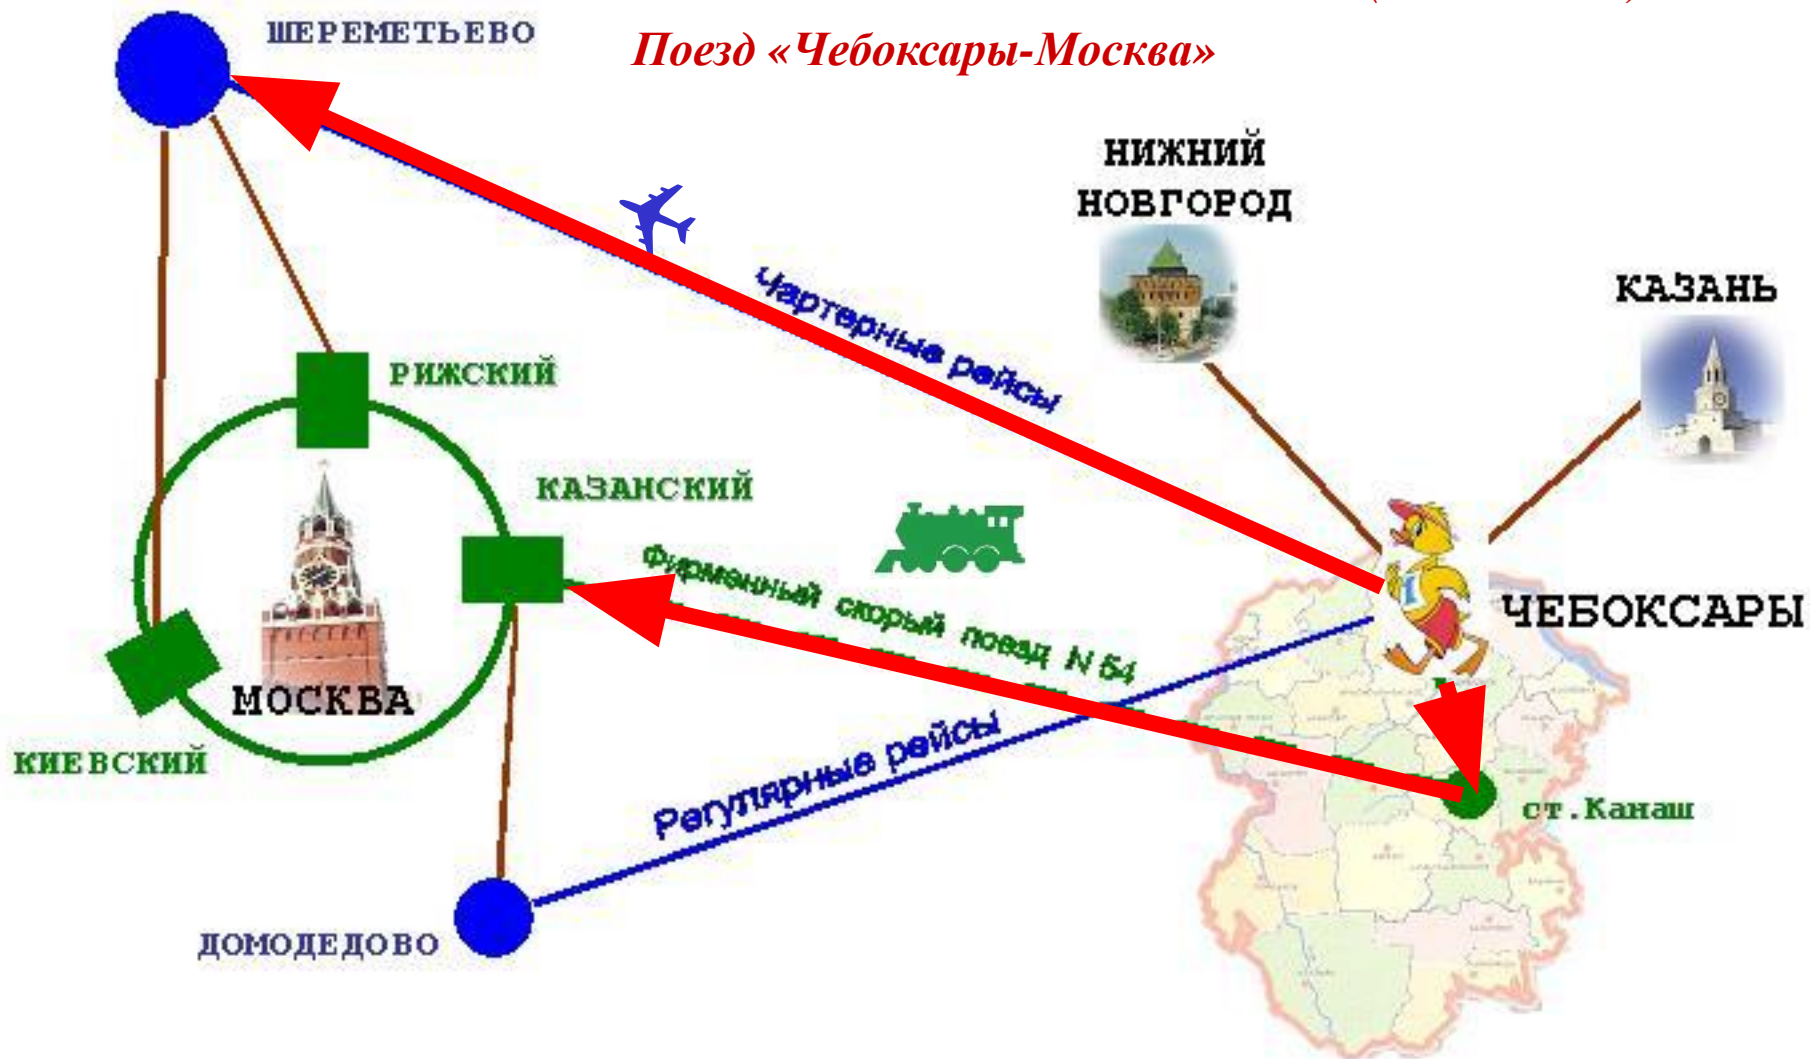 Поезд «Чебоксары-Москва»
ШЕРЕМЕТЬЕВО
НИЖНИЙ
НОВГОРОД
КАЗАНЬ
Чартерные рейсы
РИЖСКИЙ
КАЗАНСКИЙ
Фирменный скорый поезд N 54
ЧЕБОКСАРЫ
МОСКВА
КИЕВСКИЙ
Регулярные рейсы
ст.Канаш
ДОМОДЕДОВО